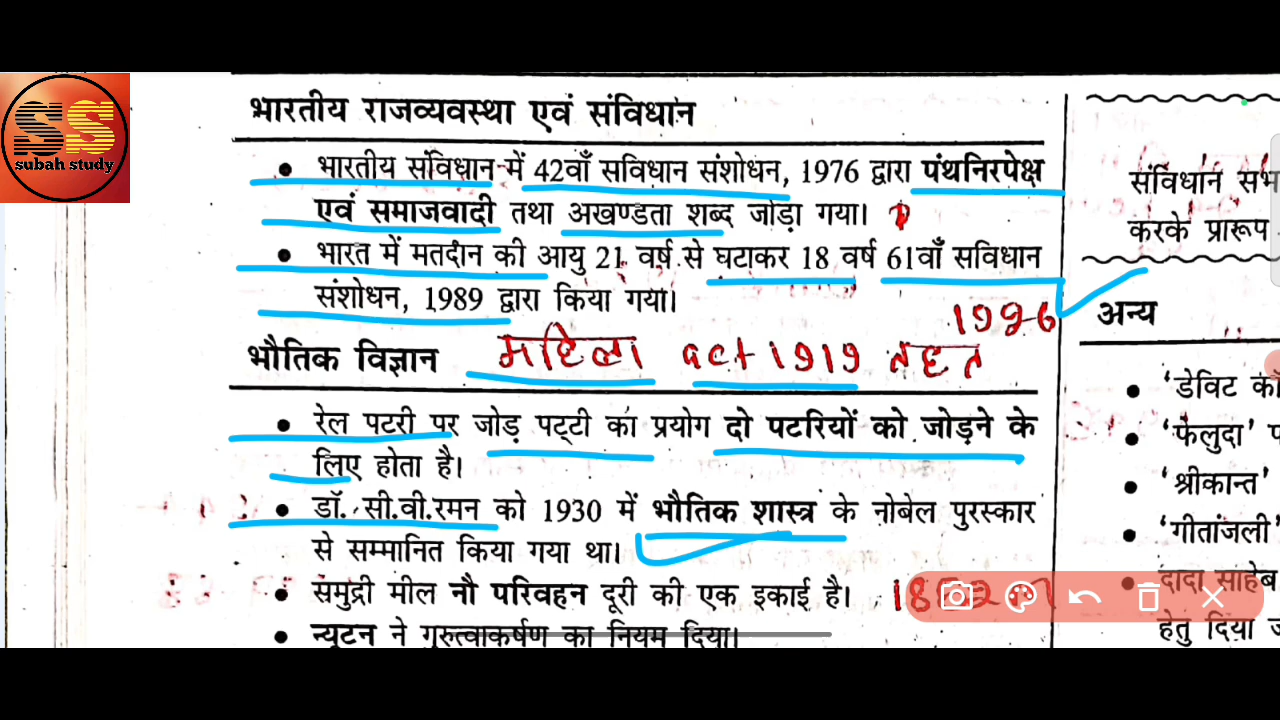 SS
subah study
भारतीय राजव्यवस्था एवं संविधान
• भारतीय संविधान में 42वाँ सविधान संशोधन, 1976 द्वारा पंथनिरपेक्ष
एवं समाजवादी तथा अखण्डता शब्द जोड़ा गया।
• भारत में मतदान की आयु 21 वर्ष से घटाकर 18 वर्ष 61वाँ सविधान
संशोधन, 1989 द्वारा किया गया।
1926
भौतिक विज्ञान महिला act 1919 तहत
• रेल पटरी पर जोड़ पट्टी का प्रयोग दो पटरियों को जोड़ने के
लिए होता है।
• डॉ. सी.वी.रमन को 1930 में भौतिक शास्त्र के नोबेल पुरस्कार
से सम्मानित किया गया था।
• समुद्री मील नौ परिवहन दूरी की एक इकाई है।
• न्यूटन ने गुरुत्वाकर्षण का नियम दिया।
संविधान सभ
करके प्रारूप
अन्य
• 'डेविट कॉ
• 'फेलुदा'
• 'श्रीकान्त'
• 'गीतांजली'
• दादा साहेब
हेतु दिया